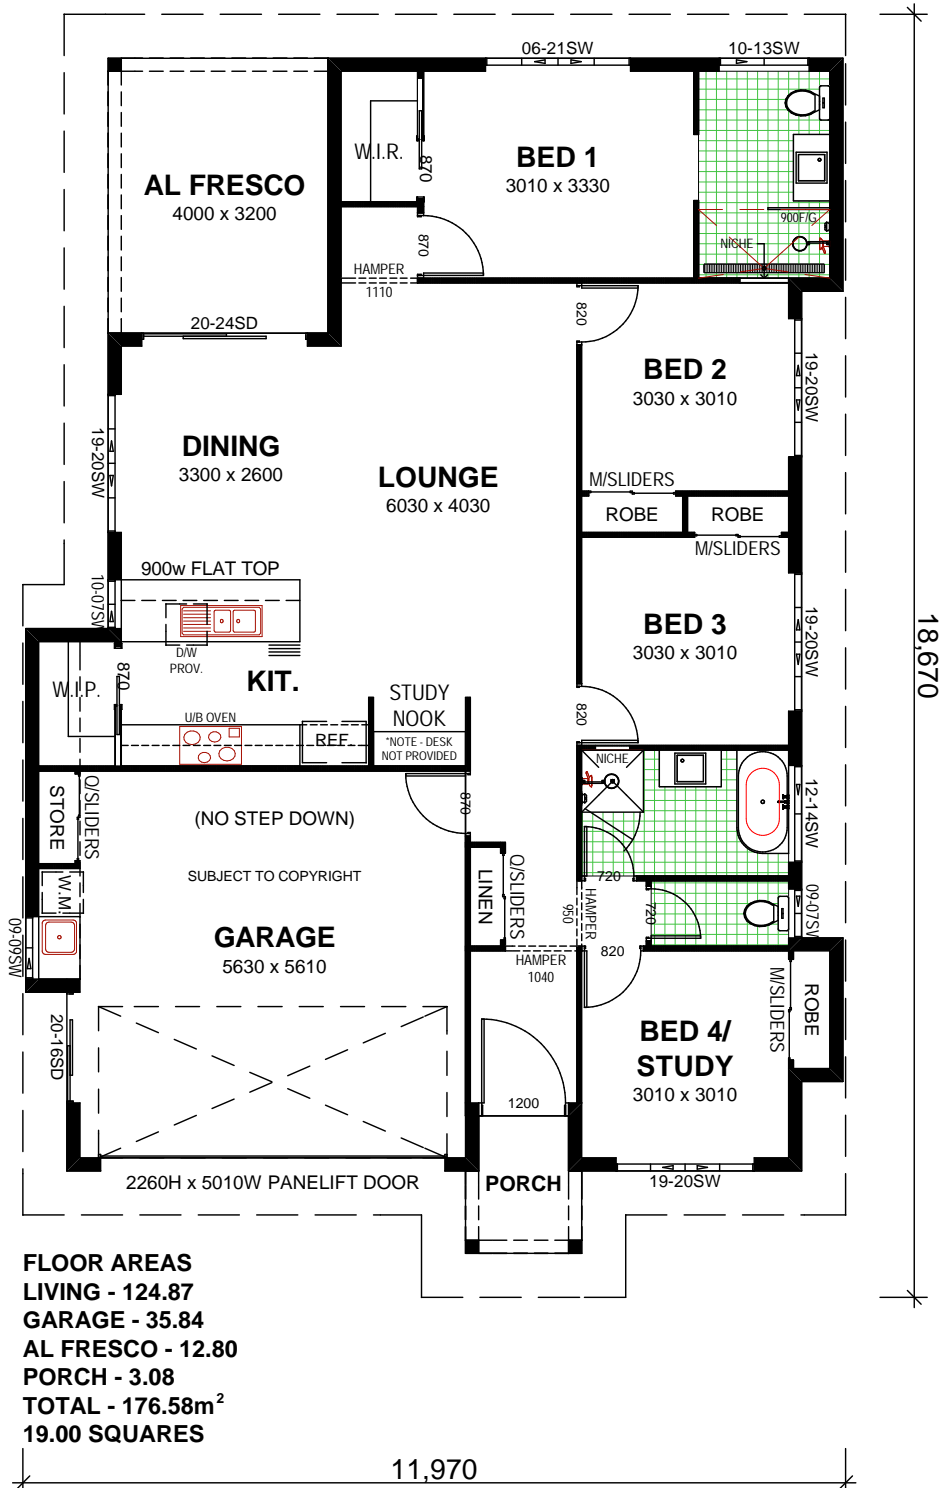 06-21SW
10-13SW
W.I.R.
870
BED 1
3010 x 3330
AL FRESCO
4000 x 3200
900F/G
NICHE
870
HAMPER
1110
20-24SD
820
BED 2
3030 x 3010
19-20SW
DINING
3300 x 2600
LOUNGE
6030 x 4030
19-20SW
M/SLIDERS
ROBE
ROBE
M/SLIDERS
900w FLAT TOP
10-07SW
BED 3
3030 x 3010
19-20SW
18,670
D/W
PROV.
KIT.
W.I.P.
870
STUDY
NOOK
*NOTE - DESK
NOT PROVIDED
U/B OVEN
REF.
820
NICHE
STORE
O/SLIDERS
(NO STEP DOWN)
870
12-14SW
SUBJECT TO COPYRIGHT
W.M.
LINEN
O/SLIDERS
720
950
HAMPER
720
09-07SW
09-09SW
GARAGE
5630 x 5610
HAMPER
1040
820
M/SLIDERS
ROBE
BED 4/
STUDY
3010 x 3010
20-16SD
1200
2260H x 5010W PANELIFT DOOR
PORCH
19-20SW
FLOOR AREAS
LIVING - 124.87
GARAGE - 35.84
AL FRESCO - 12.80
PORCH - 3.08
TOTAL - 176.58m²
19.00 SQUARES
11,970